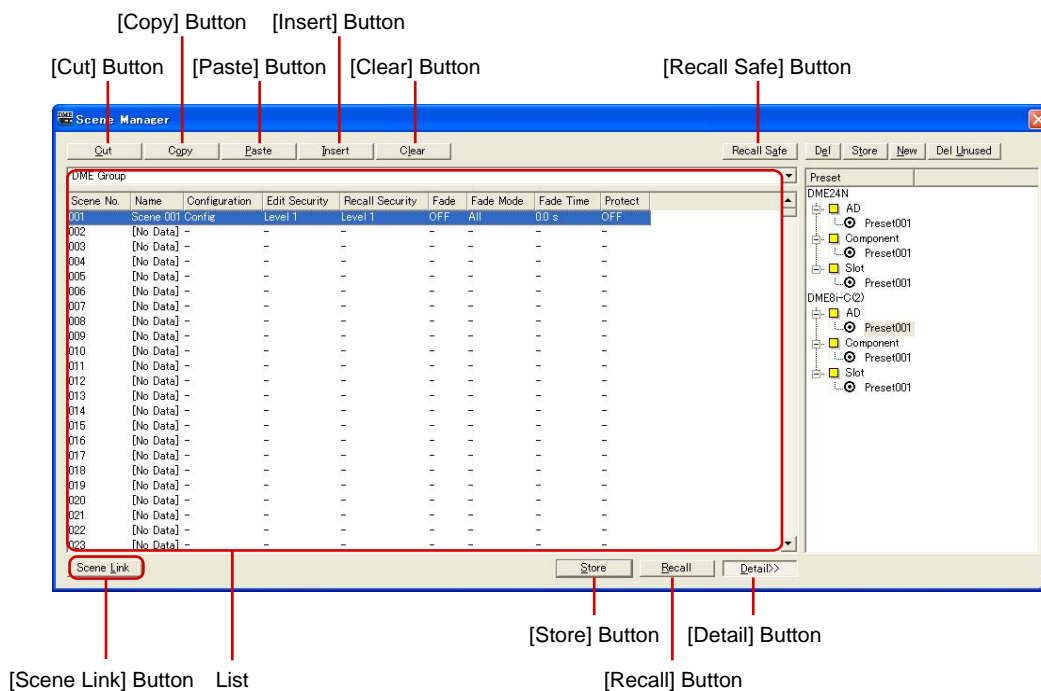 [Copy] Button [Insert] Button
[Cut] Button [Paste] Button [Clear] Button [Recall Safe] Button
DME Scene Manager
Cut Copy Paste Insert Clear Recall Safe Del Store New Del Unused
DME Group
Preset
Scene No. Name Configuration Edit Security Recall Security Fade Fade Mode Fade Time Protect
001 Scene 001 Config Level 1 Level 1 OFF All 0.0 s OFF
002 [No Data] - - - - - - -
003 [No Data] - - - - - - -
004 [No Data] - - - - - - -
005 [No Data] - - - - - - -
006 [No Data] - - - - - - -
007 [No Data] - - - - - - -
008 [No Data] - - - - - - -
009 [No Data] - - - - - - -
010 [No Data] - - - - - - -
011 [No Data] - - - - - - -
012 [No Data] - - - - - - -
013 [No Data] - - - - - - -
014 [No Data] - - - - - - -
015 [No Data] - - - - - - -
016 [No Data] - - - - - - -
017 [No Data] - - - - - - -
018 [No Data] - - - - - - -
019 [No Data] - - - - - - -
020 [No Data] - - - - - - -
021 [No Data] - - - - - - -
022 [No Data] - - - - - - -
023 [No Data] - - - - - - -
DME24N
AD
Preset001
Component
Preset001
Slot
Preset001
DME8i-C(2)
AD
Preset001
Component
Preset001
Slot
Preset001
Scene Link Store Recall Detail>>
[Store] Button [Detail] Button
[Scene Link] Button List [Recall] Button